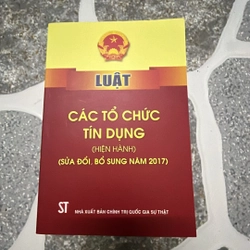 LUẬT
CÁC TỔ CHỨC
TÍN DỤNG
(HIỆN HÀNH)
(SỬA ĐỔI, BỔ SUNG NĂM 2017)
ST NHÀ XUẤT BẢN CHÍNH TRỊ QUỐC GIA SỰ THẬT